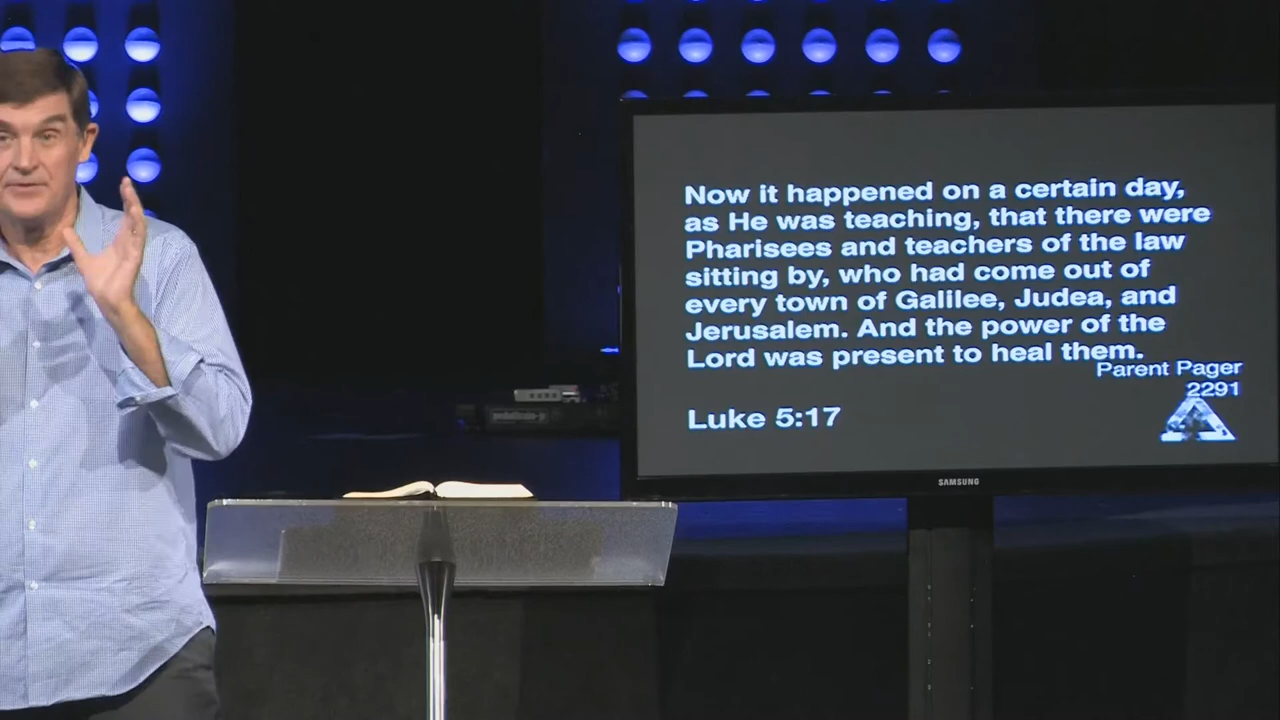 Now it happened on a certain day,
as He was teaching, that there were
Pharisees and teachers of the law
sitting by, who had come out of
every town of Galilee, Judea, and
Jerusalem. And the power of the
Lord was present to heal them.
Parent Pager
2291
Luke 5:17
SAMSUNG